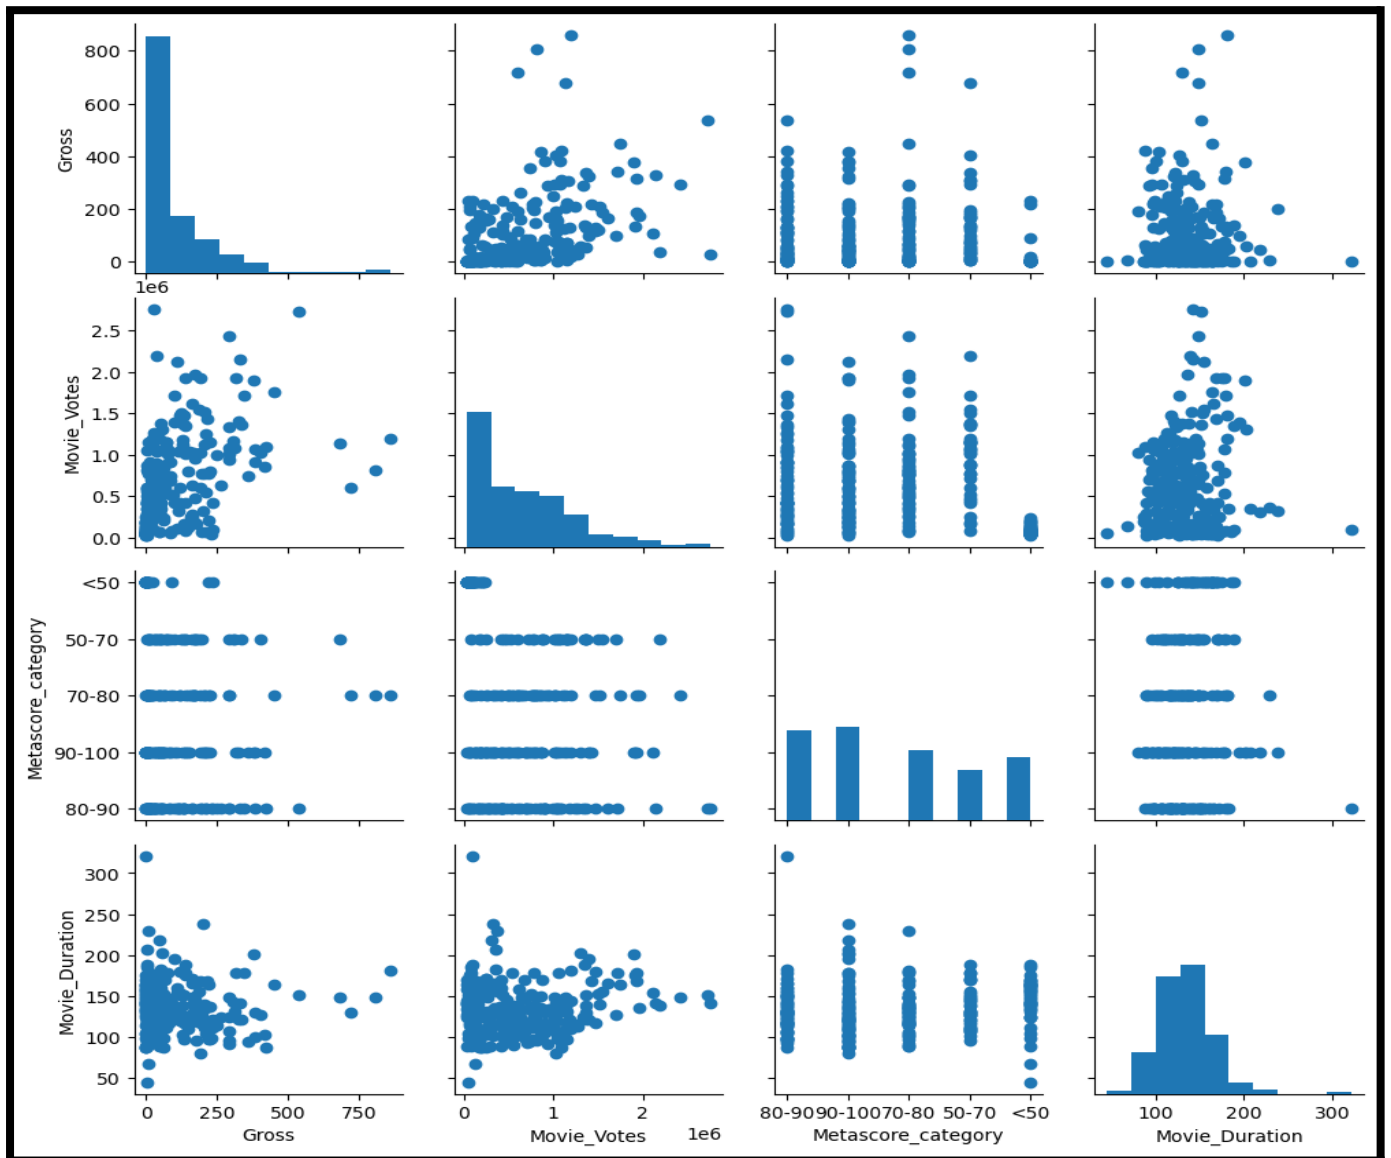 800
600
400
200
0
Gross
1e6
2.5
2.0
1.5
1.0
0.5
0.0
Movie_Votes
<50
50-70
70-80
90-100
80-90
Metascore_category
300
250
200
150
100
50
Movie_Duration
0 250 500 750
Gross
0 1 2
1e6
Movie_Votes
80-90 90-100 70-80 50-70 <50
Metascore_category
100 200 300
Movie_Duration